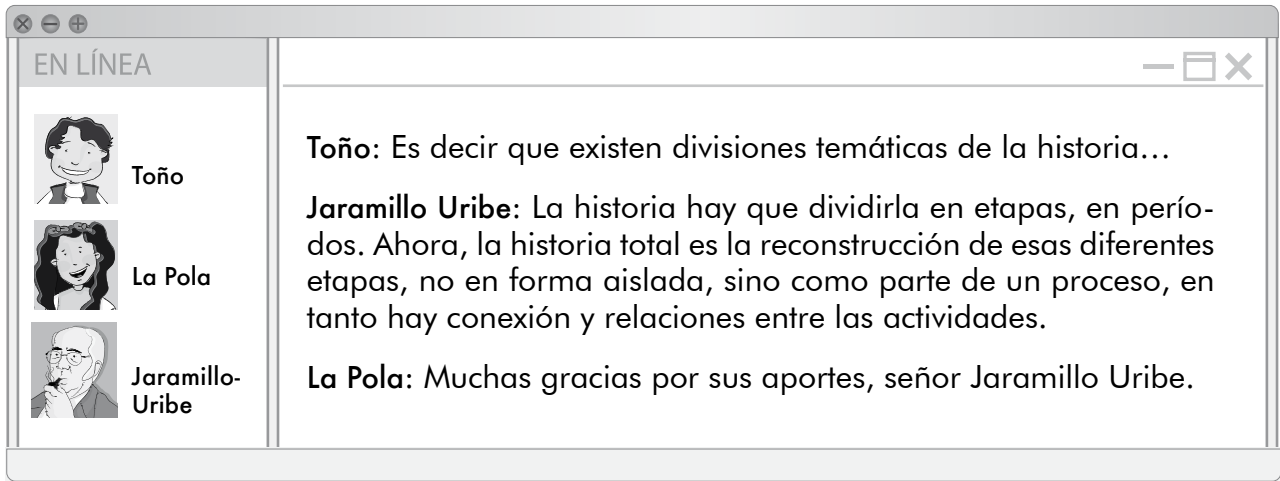 EN LÍNEA
Toño
La Pola
Jaramillo-
Uribe
Toño: Es decir que existen divisiones temáticas de la historia...
Jaramillo Uribe: La historia hay que dividirla en etapas, en perío-
dos. Ahora, la historia total es la reconstrucción de esas diferentes
etapas, no en forma aislada, sino como parte de un proceso, en
tanto hay conexión y relaciones entre las actividades.
La Pola: Muchas gracias por sus aportes, señor Jaramillo Uribe.